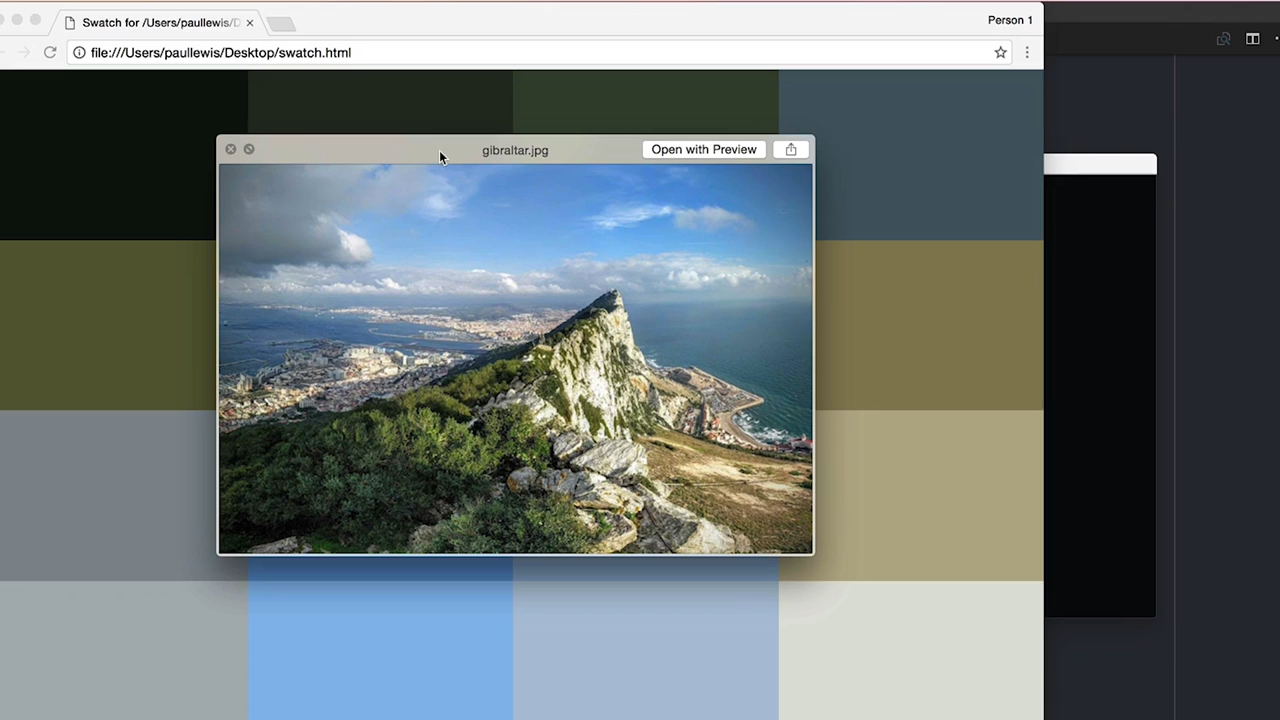 Swatch for /Users/paullewis/D
Person 1
file:///Users/paullewis/Desktop/swatch.html
gibraltar.jpg
Open with Preview